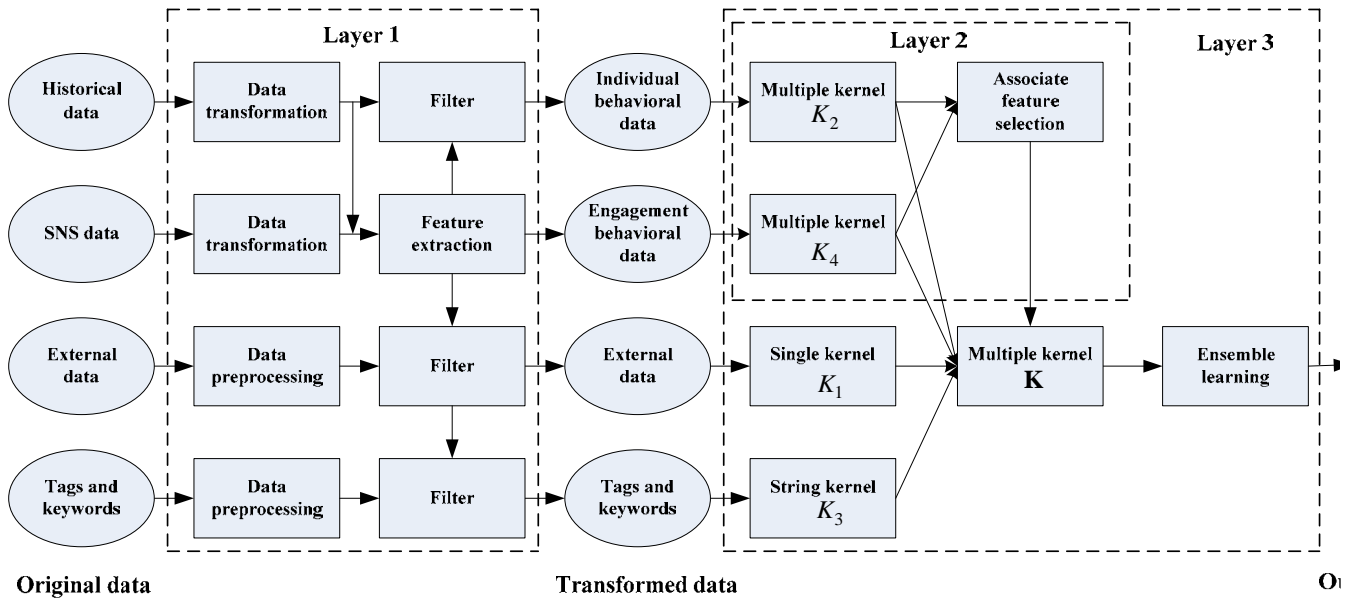 Layer 1
Layer 2
Layer 3
Historical
data
Data
transformation
Filter
Individual
behavioral
data
Multiple kernel
K2
Associate
feature
selection
SNS data
Data
transformation
Feature
extraction
Engagement
behavioral
data
Multiple kernel
K4
External
data
Data
preprocessing
Filter
External
data
Single kernel
K1
Multiple kernel
K
Ensemble
learning
Tags and
keywords
Data
preprocessing
Filter
Tags and
keywords
String kernel
K3
Original data
Transformed data